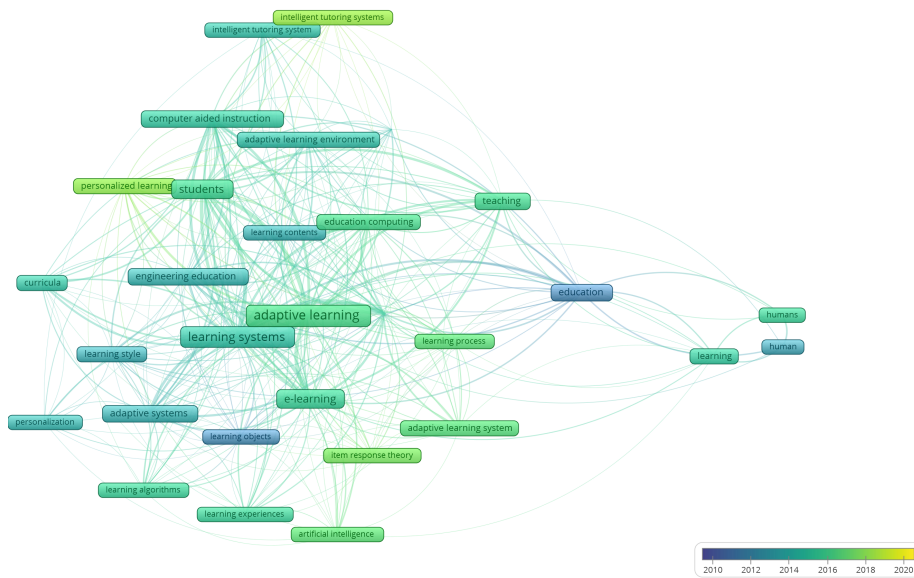 intelligent tutoring systems
intelligent tutoring system
computer aided instruction
adaptive learning environment
personalized learning
students
teaching
education computing
learning contents
engineering education
curricula
education
adaptive learning
humans
learning systems
learning process
human
learning style
learning
e-learning
adaptive systems
personalization
adaptive learning system
learning objects
item response theory
learning algorithms
learning experiences
artificial intelligence
2010 2012 2014 2016 2018 2020